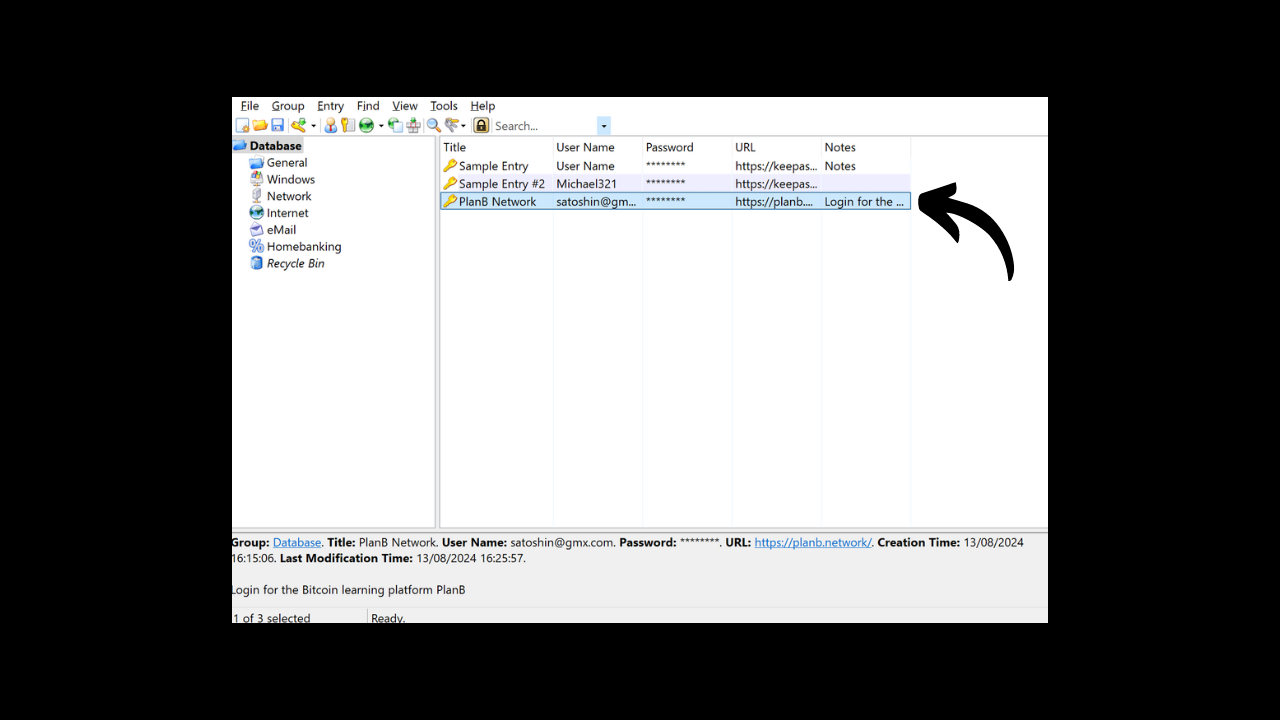 File Group Entry Find View Tools Help
Search...
Database
General
Windows
Network
Internet
eMail
Homebanking
Recycle Bin
Title User Name Password URL Notes
Sample Entry User Name ******** https://keepas... Notes
Sample Entry #2 Michael321 ******** https://keepas...
PlanB Network satoshin@gm... ******** https://planb.... Login for the ...
Group: Database. Title: PlanB Network. User Name: satoshin@gmx.com. Password: ********. URL: https://planb.network/. Creation Time: 13/08/2024
16:15:06. Last Modification Time: 13/08/2024 16:25:57.
Login for the Bitcoin learning platform PlanB
1 of 3 selected Ready.